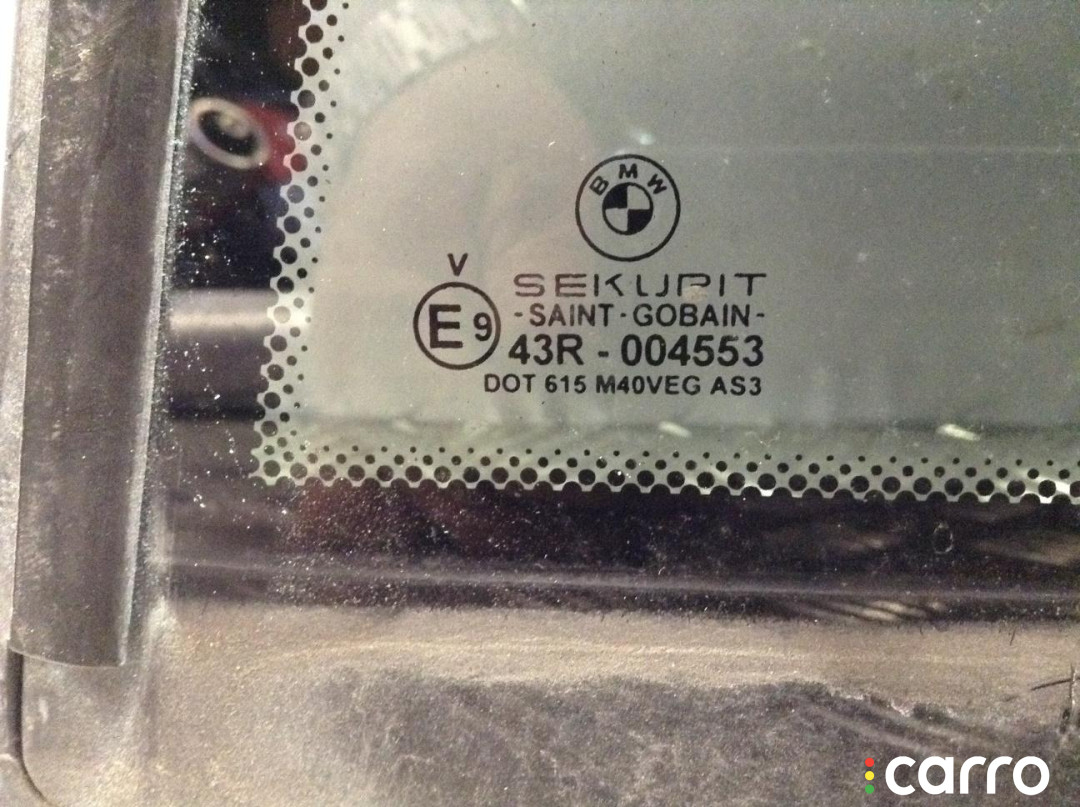 BMW
V
E9
SEKURIT
-SAINT-GOBAIN-
43R - 004553
DOT 615 M40VEG AS3
carro